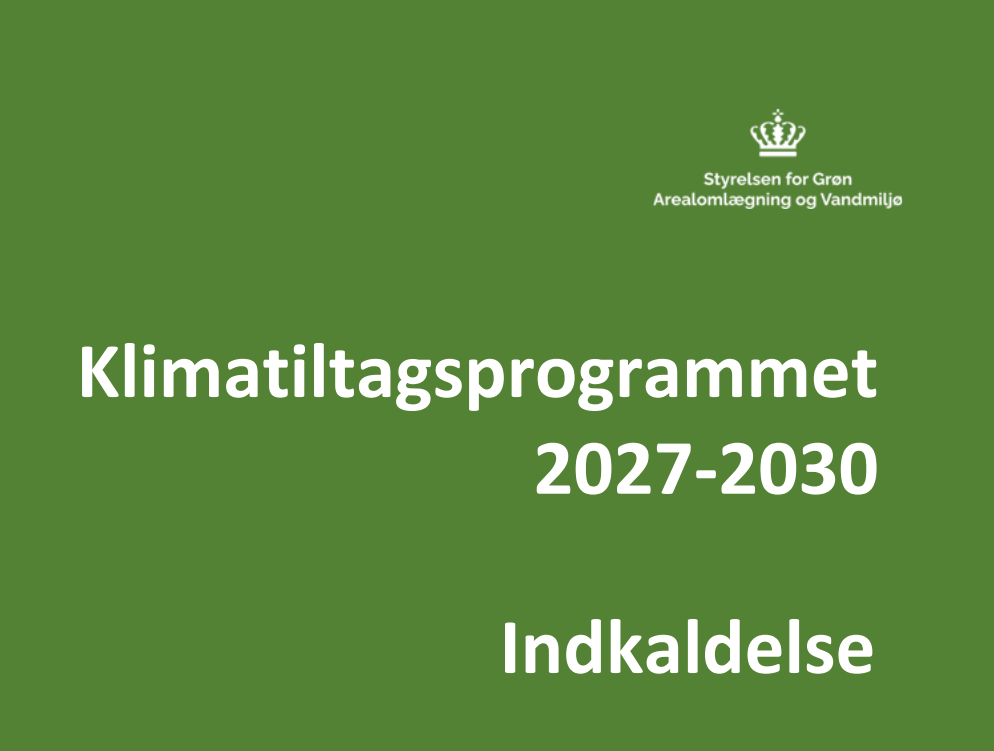 Styrelsen for Grøn
Arealomlægning og Vandmiljø
Klimatiltagsprogrammet
2027-2030
Indkaldelse